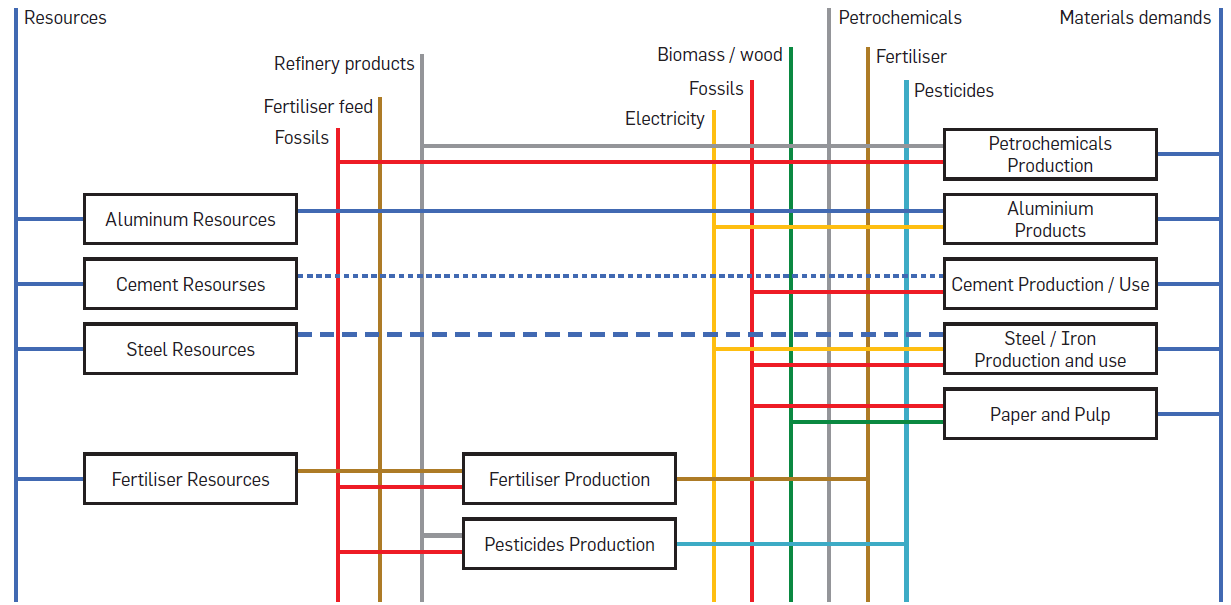 Resources
Petrochemicals
Materials demands
Refinery products
Biomass / wood
Fertiliser
Fertiliser feed
Fossils
Pesticides
Fossils
Electricity
Petrochemicals
Production
Aluminum Resources
Aluminium
Products
Cement Resourses
Cement Production / Use
Steel Resources
Steel / Iron
Production and use
Paper and Pulp
Fertiliser Resources
Fertiliser Production
Pesticides Production